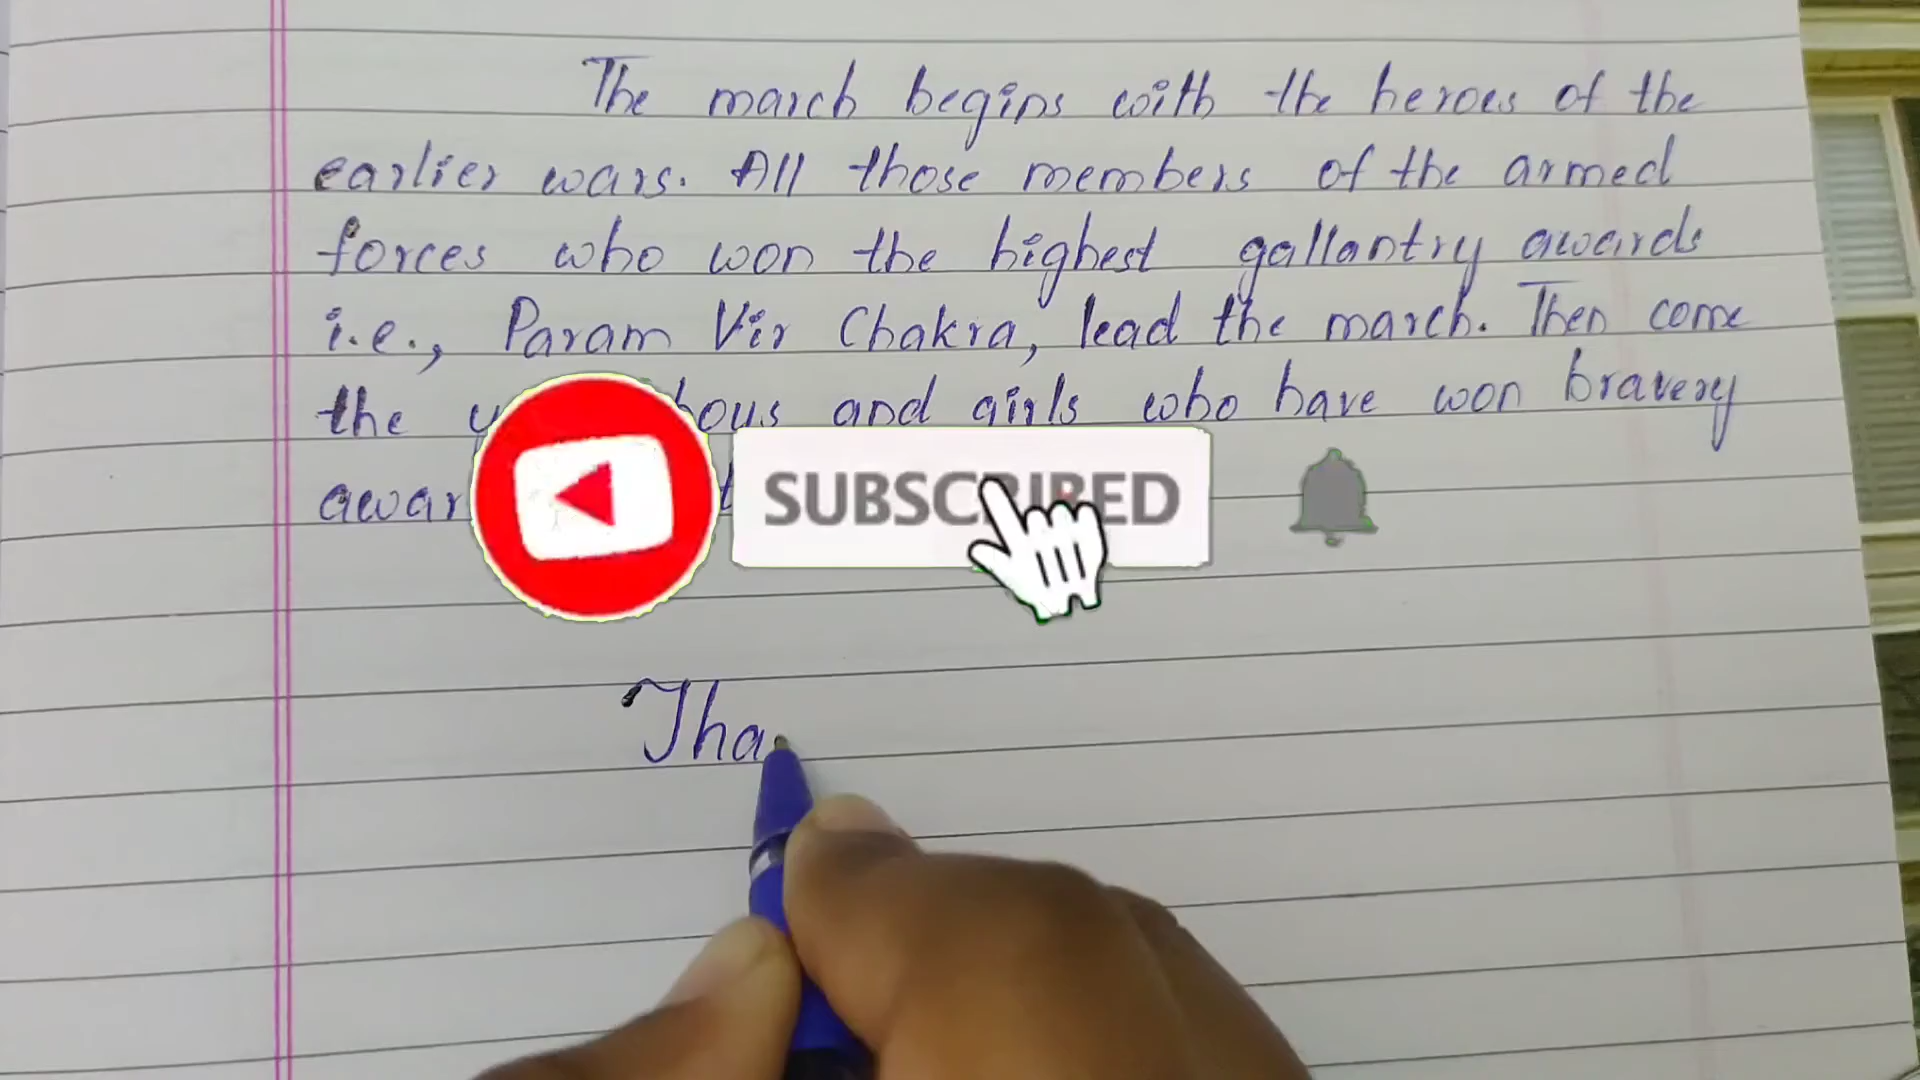 The march begins with the heroes of the
earlier wars. All those members of the armed
forces who won the highest gallantry awards
i.e., Param Vir Chakra, lead the march. Then come
the boys and girls who have won bravery
SUBSCRIBED
Tha